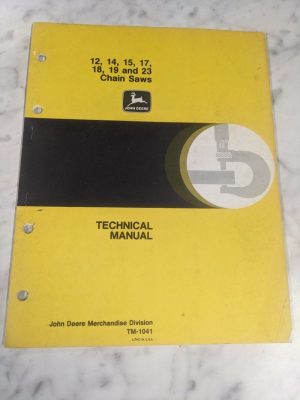 12, 14, 15, 17,
18, 19 and 23
Chain Saws
JOHN DEERE
TECHNICAL
MANUAL
John Deere Merchandise Division
TM-1041